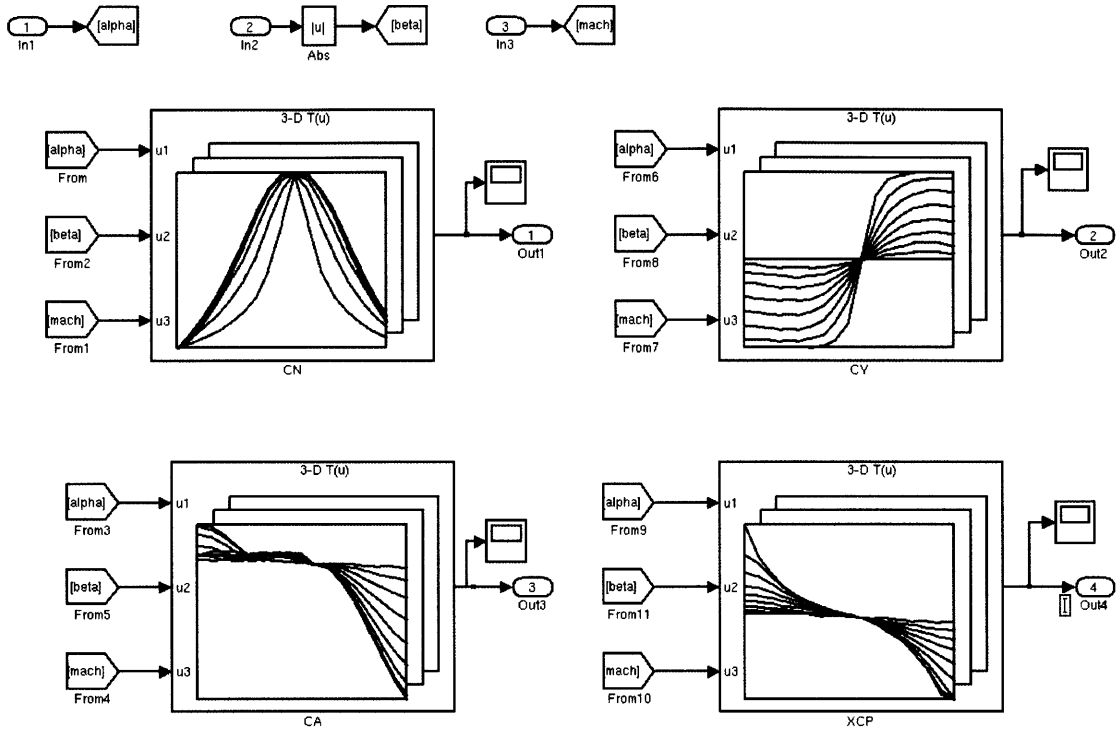 1
[alpha]
In1
2
|u|
[beta]
In2
Abs
3
[mach]
In3
3-D T(u)
[alpha]
From
u1
[beta]
From2
u2
[mach]
From1
u3
1
Out1
CN
3-D T(u)
[alpha]
From6
u1
[beta]
From8
u2
[mach]
From7
u3
2
Out2
CY
3-D T(u)
[alpha]
From3
u1
[beta]
From5
u2
[mach]
From4
u3
3
Out3
CA
3-D T(u)
[alpha]
From9
u1
[beta]
From11
u2
[mach]
From10
u3
4
Out4
XCP